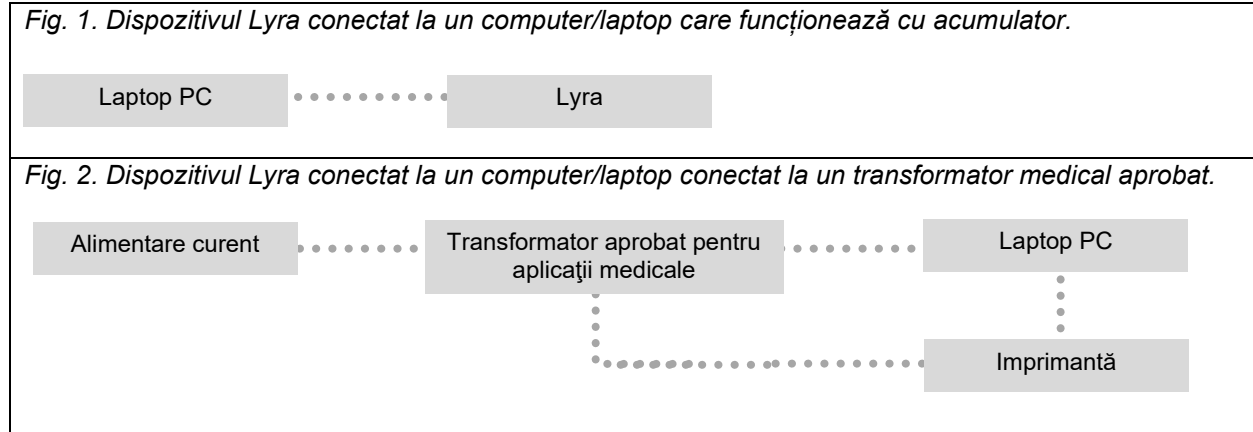 Fig. 1. Dispozitivul Lyra conectat la un computer/laptop care funcționează cu acumulator.
Laptop PC
Lyra
Fig. 2. Dispozitivul Lyra conectat la un computer/laptop conectat la un transformator medical aprobat.
Alimentare curent
Transformator aprobat pentru
aplicaţii medicale
Laptop PC
Imprimantă